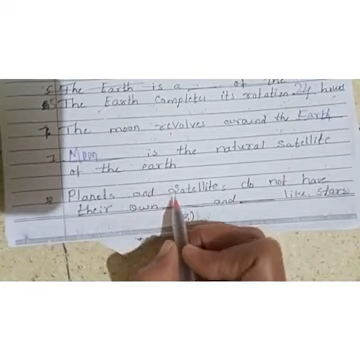 5. The Earth is a ___ of the
6. The Earth Completes its rotation 24 hours
7. The moon revolves around the Earth
7. Moon is the natural satellite
of the earth
8. Planets and Satellites do not have
their own ___ and ___ like stars